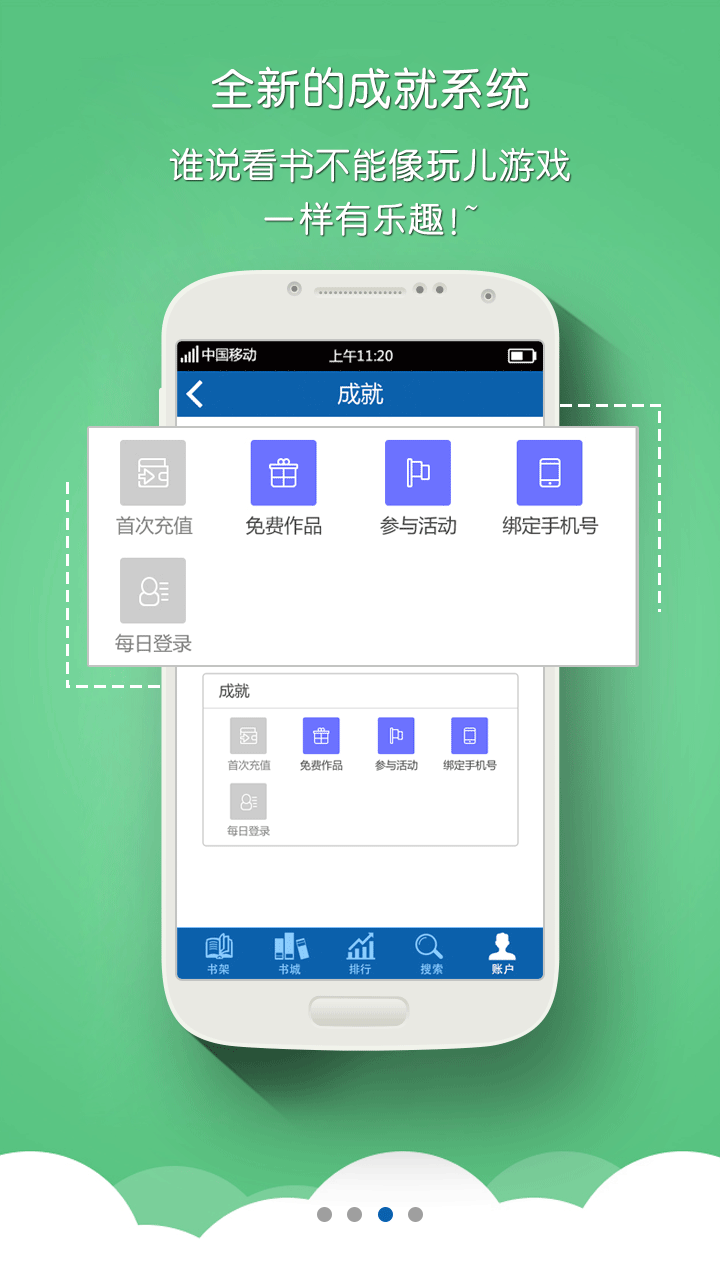 全新的成就系统
谁说看书不能像玩儿游戏
一样有乐趣!~
中国移动 上午11:20
成就
首次充值 免费作品 参与活动 绑定手机号
每日登录
成就
首次充值 免费作品 参与活动 绑定手机号
每日登录
书架 书城 排行 搜索 账户